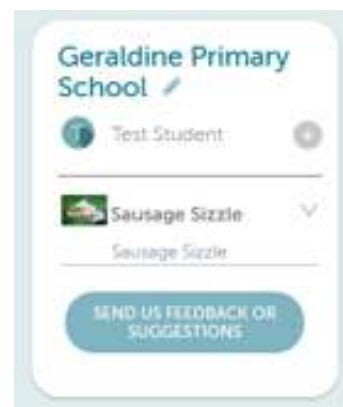 Geraldine Primary
School
Test Student
Sausage Sizzle
Sausage Sizzle
SEND US FEEDBACK OR
SUGGESTIONS